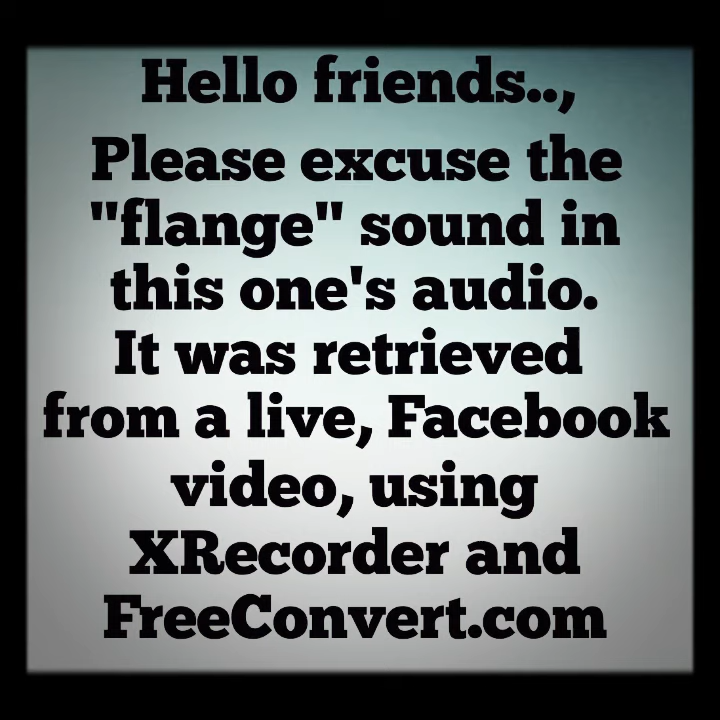 Hello friends..,
Please excuse the
"flange" sound in
this one's audio.
It was retrieved
from a live, Facebook
video, using
XRecorder and
FreeConvert.com